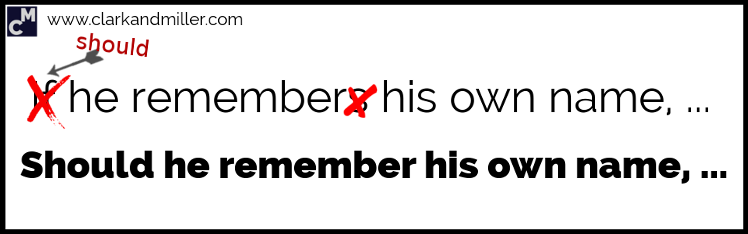 CM www.clarkandmiller.com
should
If he remembers his own name, ...
Should he remember his own name, ...